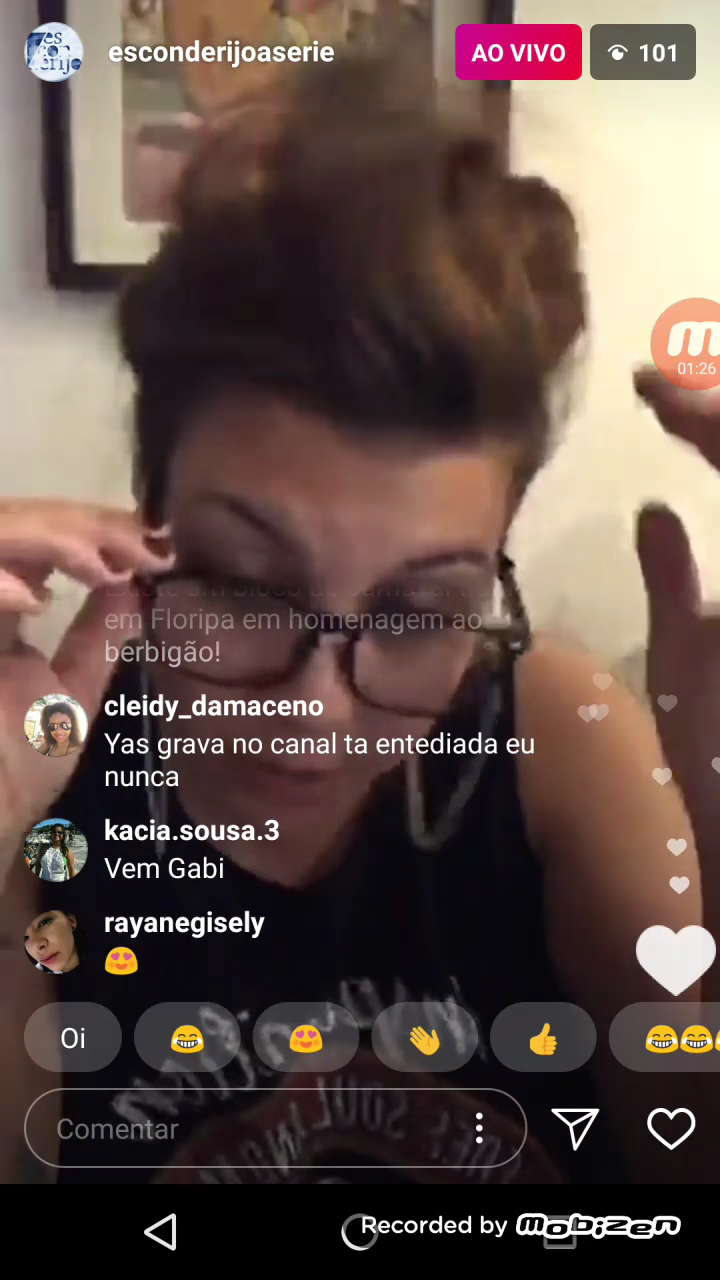 esconderijoaserie
AO VIVO
101
01:26
em Floripa em homenagem ao
berbigão!
cleidy_damaceno
Yas grava no canal ta entediada eu
nunca
kacia.sousa.3
Vem Gabi
rayanegisely
😍
Oi
😂
😍
👋
👍
😂😂😂
Comentar
Recorded by mobizen